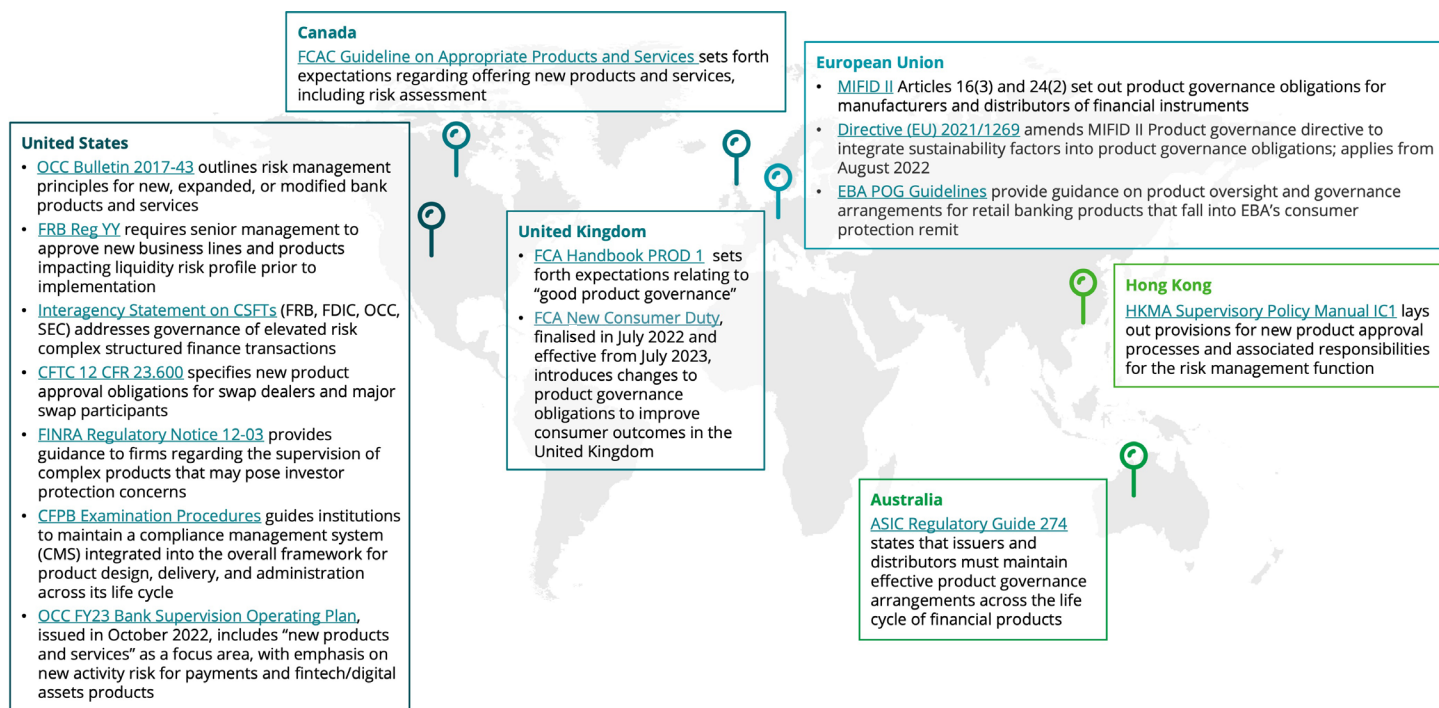 Canada
FCAC Guideline on Appropriate Products and Services sets forth
expectations regarding offering new products and services,
including risk assessment
European Union
• MIFID II Articles 16(3) and 24(2) set out product governance obligations for
manufacturers and distributors of financial instruments
• Directive (EU) 2021/1269 amends MIFID II Product governance directive to
integrate sustainability factors into product governance obligations; applies from
August 2022
• EBA POG Guidelines provide guidance on product oversight and governance
arrangements for retail banking products that fall into EBA's consumer
protection remit
United States
• OCC Bulletin 2017-43 outlines risk management
principles for new, expanded, or modified bank
products and services
• FRB Reg YY requires senior management to
approve new business lines and products
impacting liquidity risk profile prior to
implementation
• Interagency Statement on CSFTs (FRB, FDIC, OCC,
SEC) addresses governance of elevated risk
complex structured finance transactions
• CFTC 12 CFR 23.600 specifies new product
approval obligations for swap dealers and major
swap participants
• FINRA Regulatory Notice 12-03 provides
guidance to firms regarding the supervision of
complex products that may pose investor
protection concerns
• CFPB Examination Procedures guides institutions
to maintain a compliance management system
(CMS) integrated into the overall framework for
product design, delivery, and administration
across its life cycle
• OCC FY23 Bank Supervision Operating Plan,
issued in October 2022, includes “new products
and services” as a focus area, with emphasis on
new activity risk for payments and fintech/digital
assets products
United Kingdom
• FCA Handbook PROD 1 sets
forth expectations relating to
“good product governance”
• FCA New Consumer Duty,
finalised in July 2022 and
effective from July 2023,
introduces changes to
product governance
obligations to improve
consumer outcomes in the
United Kingdom
Hong Kong
HKMA Supervisory Policy Manual IC1 lays
out provisions for new product approval
processes and associated responsibilities
for the risk management function
Australia
ASIC Regulatory Guide 274
states that issuers and
distributors must maintain
effective product governance
arrangements across the life
cycle of financial products